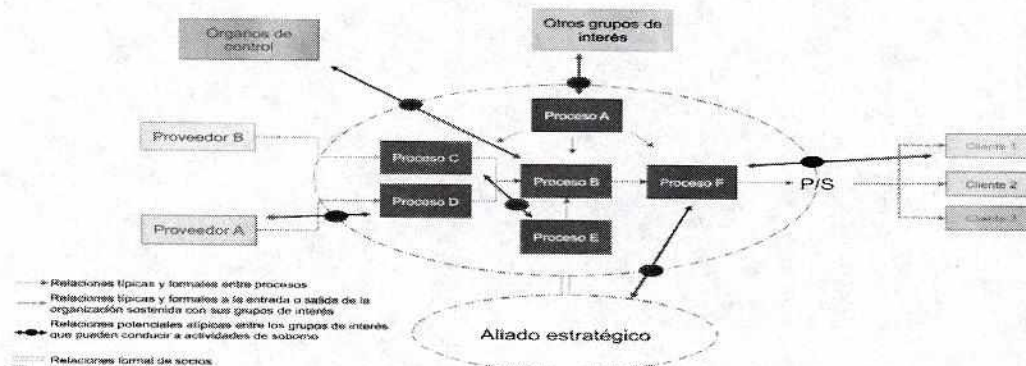 Órganos de
control
Otros grupos de
interés
Proceso A
Proveedor B
Proceso C
Proceso B
Proceso F
P/S
Cliente 1
Cliente 2
Cliente 3
Proceso D
Proveedor A
Proceso E
Relaciones típicas y formales entre procesos
Relaciones típicas y formales a la entrada o salida de la
organización sostenida con sus grupos de interés
Relaciones potenciales atípicas entre los grupos de interés
que pueden conducir a actividades de soborno
Relaciones formal de socios
Aliado estratégico